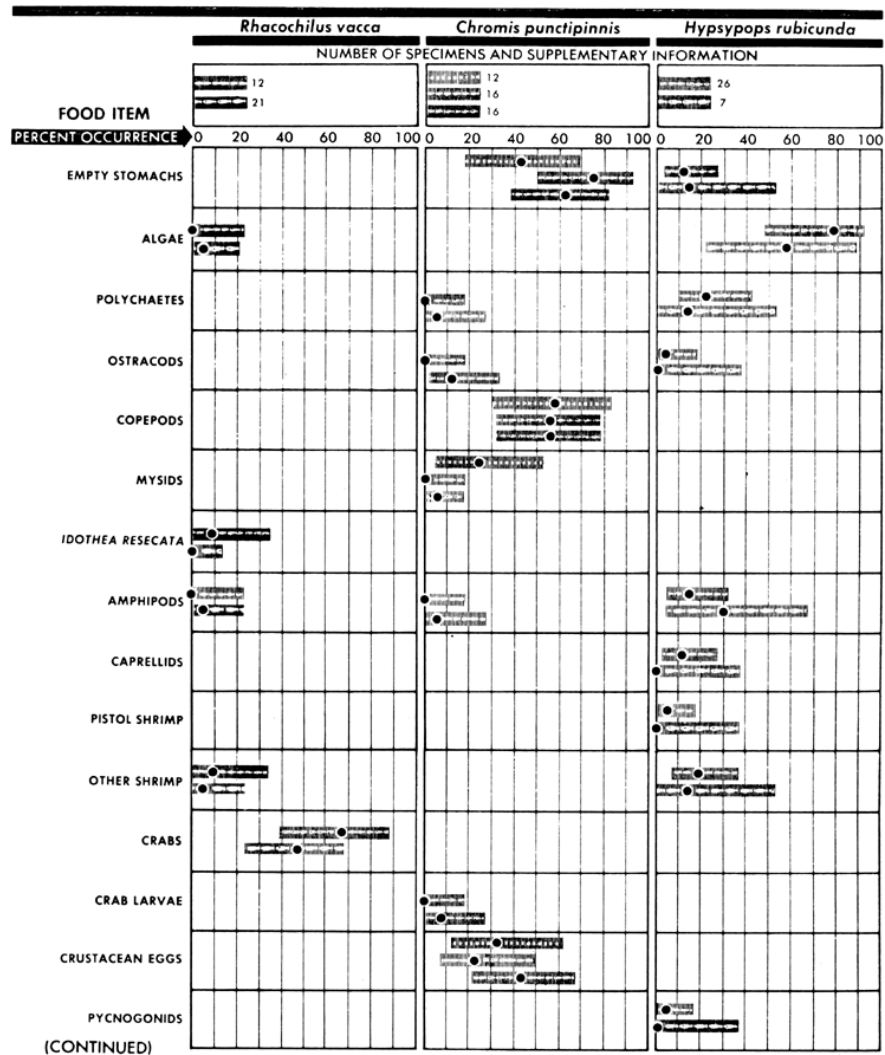 Rhacochilus vacca Chromis punctipinnis Hypsypops rubicunda
NUMBER OF SPECIMENS AND SUPPLEMENTARY INFORMATION
12 12 26
21 16 7
16
FOOD ITEM
PERCENT OCCURRENCE 0 20 40 60 80 100 0 20 40 60 80 100 0 20 40 60 80 100
EMPTY STOMACHS
ALGAE
POLYCHAETES
OSTRACODS
COPEPODS
MYSIDS
IDOTHEA RESECATA
AMPHIPODS
CAPRELLIDS
PISTOL SHRIMP
OTHER SHRIMP
CRABS
CRAB LARVAE
CRUSTACEAN EGGS
PYCNOGONIDS
(CONTINUED)